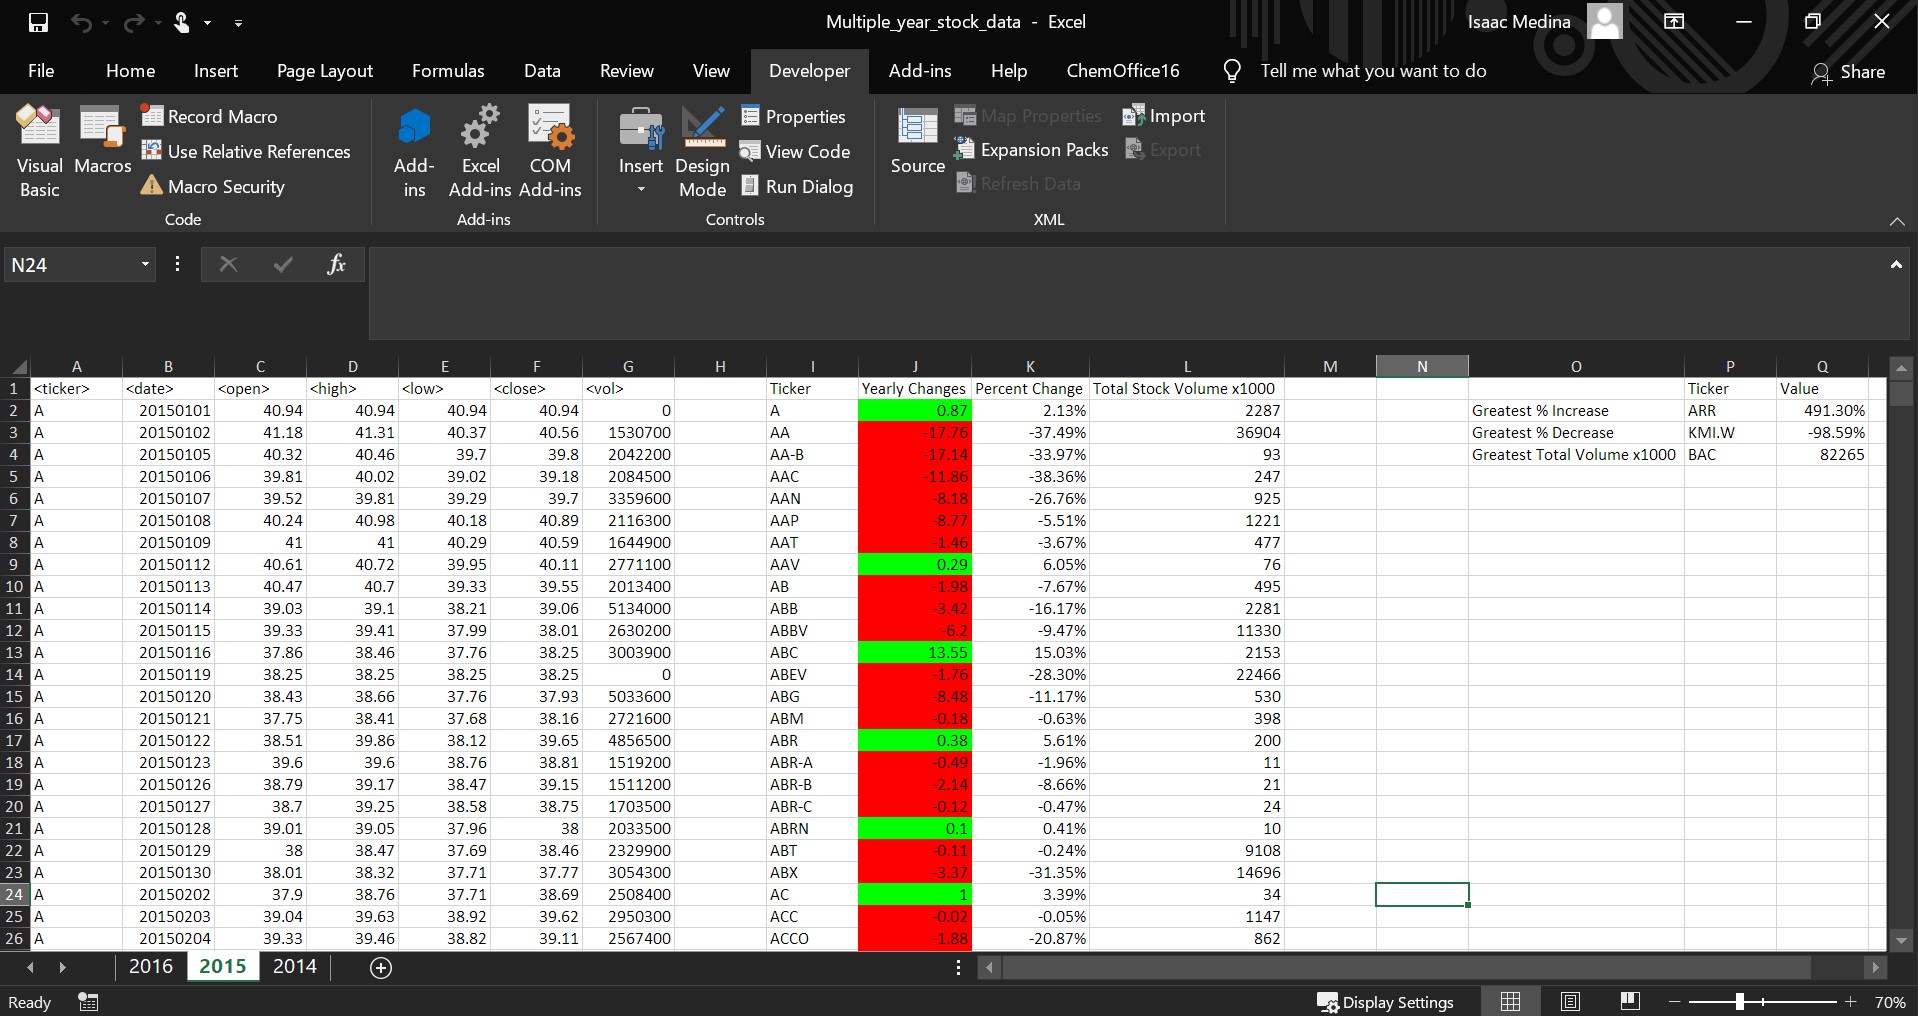 Multiple_year_stock_data - Excel
Isaac Medina
File Home Insert Page Layout Formulas Data Review View Developer Add-ins Help ChemOffice16 Tell me what you want to do Share
Visual Basic
Macros
Record Macro
Use Relative References
Macro Security
Code
Add-ins
Excel Add-ins
COM Add-ins
Add-ins
Insert
Design Mode
Properties
View Code
Run Dialog
Controls
Source
Map Properties
Expansion Packs
Refresh Data
Import
Export
XML
N24 fx
A B C D E F G H I J K L M N O P Q
1 <ticker> <date> <open> <high> <low> <close> <vol> Ticker Yearly Changes Percent Change Total Stock Volume x1000 Ticker Value
2 A 20150101 40.94 40.94 40.94 40.94 0 A 0.87 2.13% 2287 Greatest % Increase ARR 491.30%
3 A 20150102 41.18 41.31 40.37 40.56 1530700 AA -17.76 -37.49% 36904 Greatest % Decrease KMI.W -98.59%
4 A 20150105 40.32 40.46 39.7 39.8 2042200 AA-B -17.14 -33.97% 93 Greatest Total Volume x1000 BAC 82265
5 A 20150106 39.81 40.02 39.02 39.18 2084500 AAC -11.86 -38.36% 247
6 A 20150107 39.52 39.81 39.29 39.7 3359600 AAN -8.18 -26.76% 925
7 A 20150108 40.24 40.98 40.18 40.89 2116300 AAP -8.77 -5.51% 1221
8 A 20150109 41 41 40.29 40.59 1644900 AAT -1.46 -3.67% 477
9 A 20150112 40.61 40.72 39.95 40.11 2771100 AAV 0.29 6.05% 76
10 A 20150113 40.47 40.7 39.33 39.55 2013400 AB -1.98 -7.67% 495
11 A 20150114 39.03 39.1 38.21 39.06 5134000 ABB -3.42 -16.17% 2281
12 A 20150115 39.33 39.41 37.99 38.01 2630200 ABBV -6.2 -9.47% 11330
13 A 20150116 37.86 38.46 37.76 38.25 3003900 ABC 13.55 15.03% 2153
14 A 20150119 38.25 38.25 38.25 38.25 0 ABEV -1.76 -28.30% 22466
15 A 20150120 38.43 38.66 37.76 37.93 5033600 ABG -8.48 -11.17% 530
16 A 20150121 37.75 38.41 37.68 38.16 2721600 ABM -0.18 -0.63% 398
17 A 20150122 38.51 39.86 38.12 39.65 4856500 ABR 0.38 5.61% 200
18 A 20150123 39.6 39.6 38.76 38.81 1519200 ABR-A -0.49 -1.96% 11
19 A 20150126 38.79 39.17 38.47 39.15 1511200 ABR-B -2.14 -8.66% 21
20 A 20150127 38.7 39.25 38.58 38.75 1703500 ABR-C -0.12 -0.47% 24
21 A 20150128 39.01 39.05 37.96 38 2033500 ABRN 0.1 0.41% 10
22 A 20150129 38 38.47 37.69 38.46 2329900 ABT -0.11 -0.24% 9108
23 A 20150130 38.01 38.32 37.71 37.77 3054300 ABX -3.37 -31.35% 14696
24 A 20150202 37.9 38.76 37.71 38.69 2508400 AC 1 3.39% 34
25 A 20150203 39.04 39.63 38.92 39.62 2950300 ACC -0.02 -0.05% 1147
26 A 20150204 39.33 39.46 38.82 39.11 2567400 ACCO -1.88 -20.87% 862
2016 2015 2014
Ready Display Settings 70%